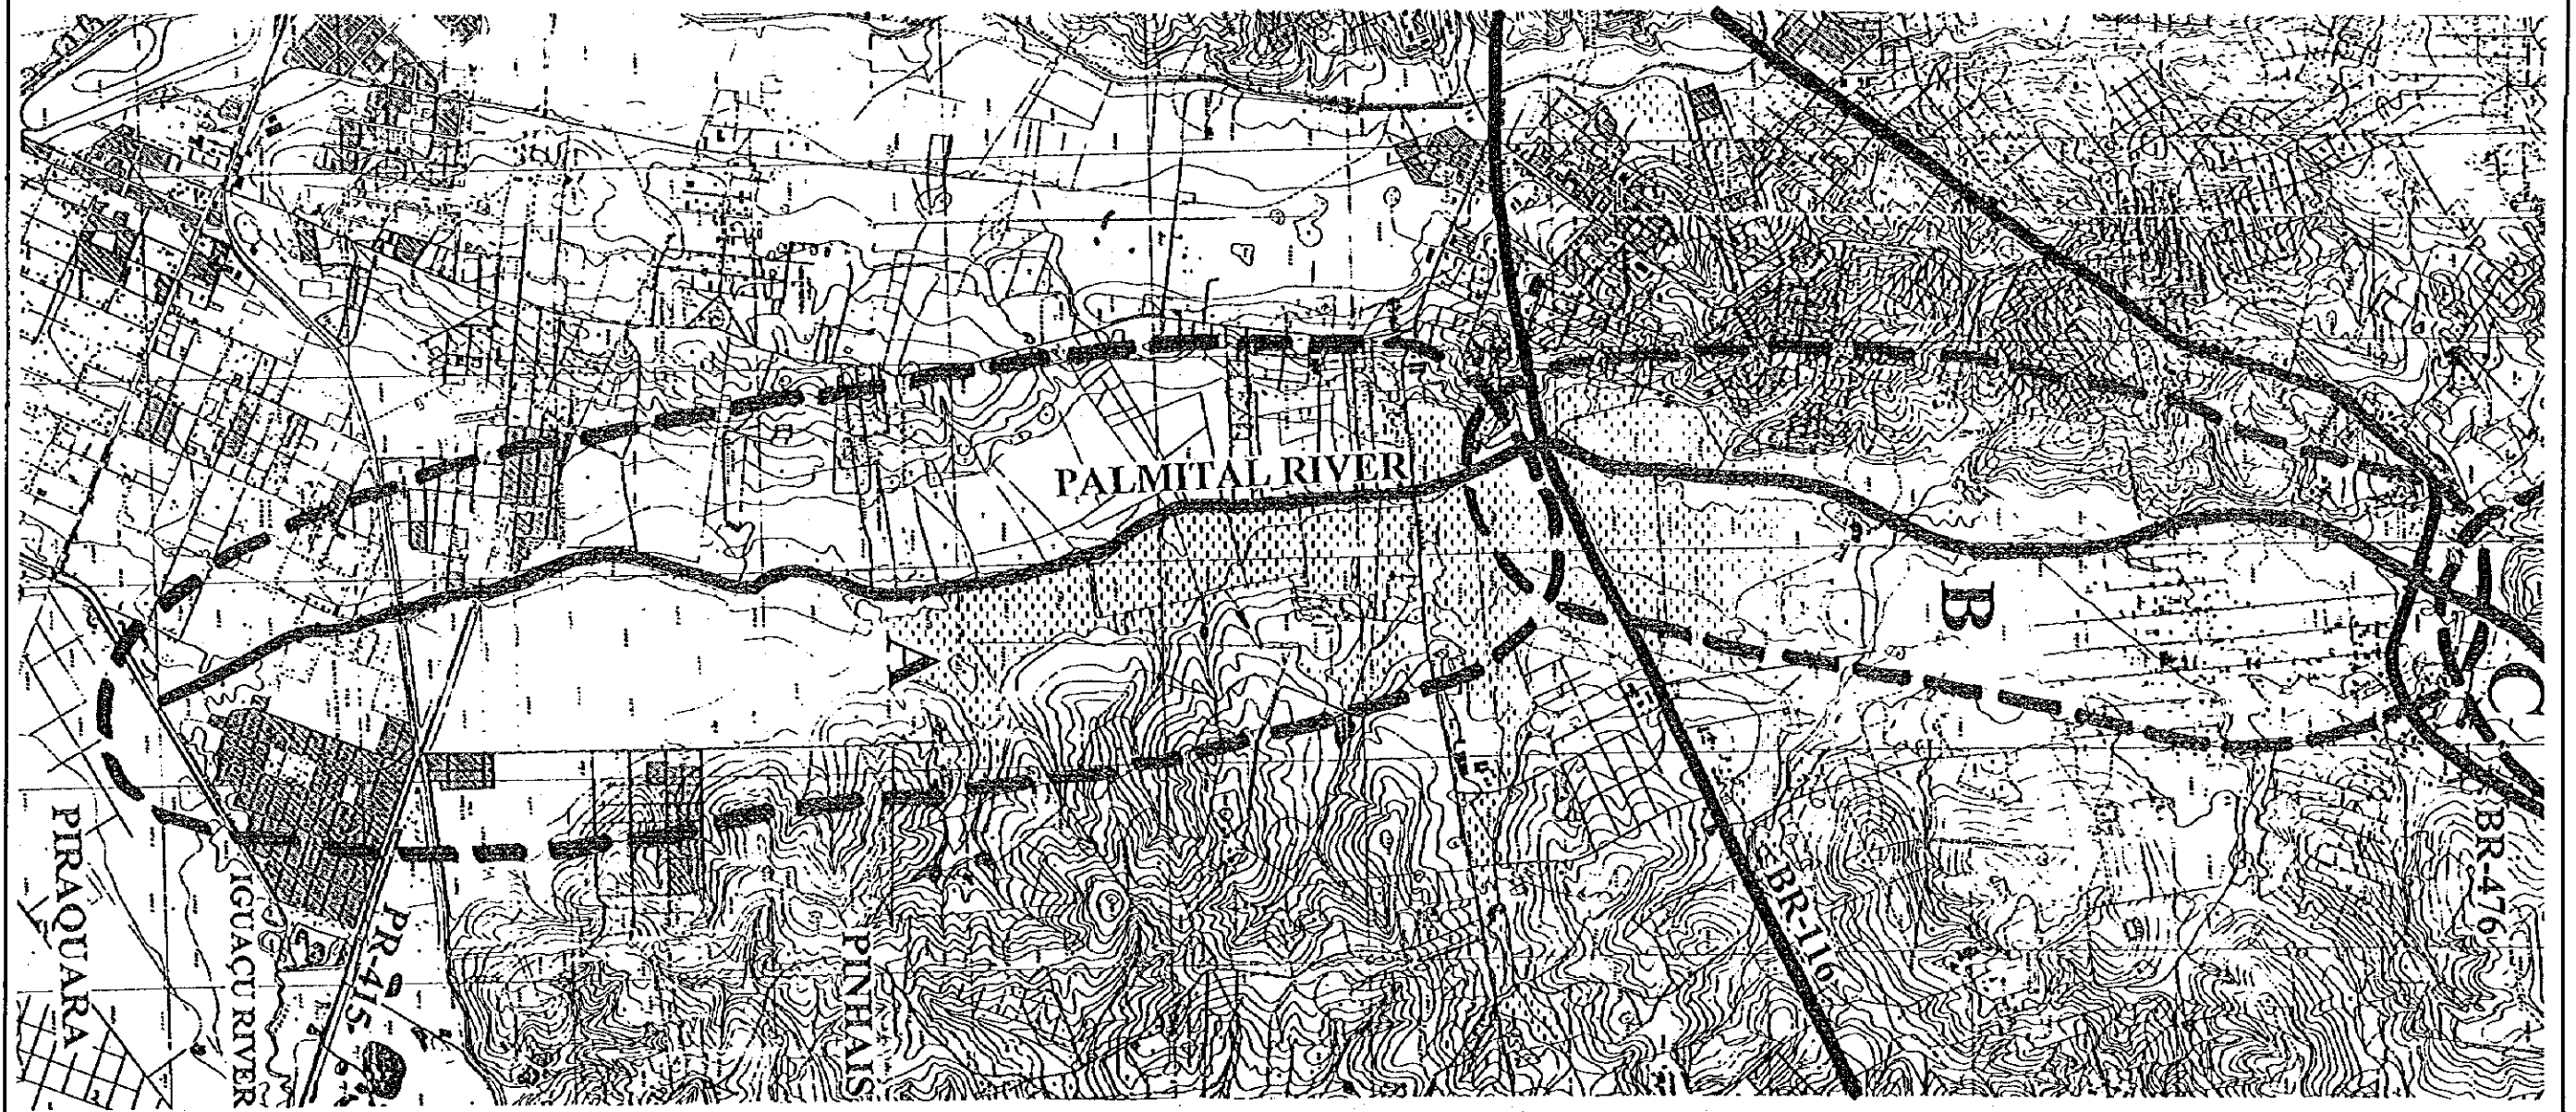 PALMITAL RIVER
A
B
C
BR-476
BR-116
PINHAIS
PR-415
IGUAÇU RIVER
PIRAQUARA